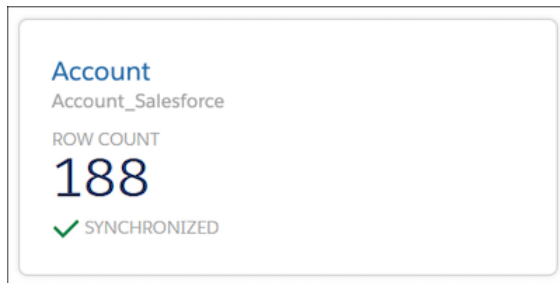 Account
Account_Salesforce
ROW COUNT
188
SYNCHRONIZED